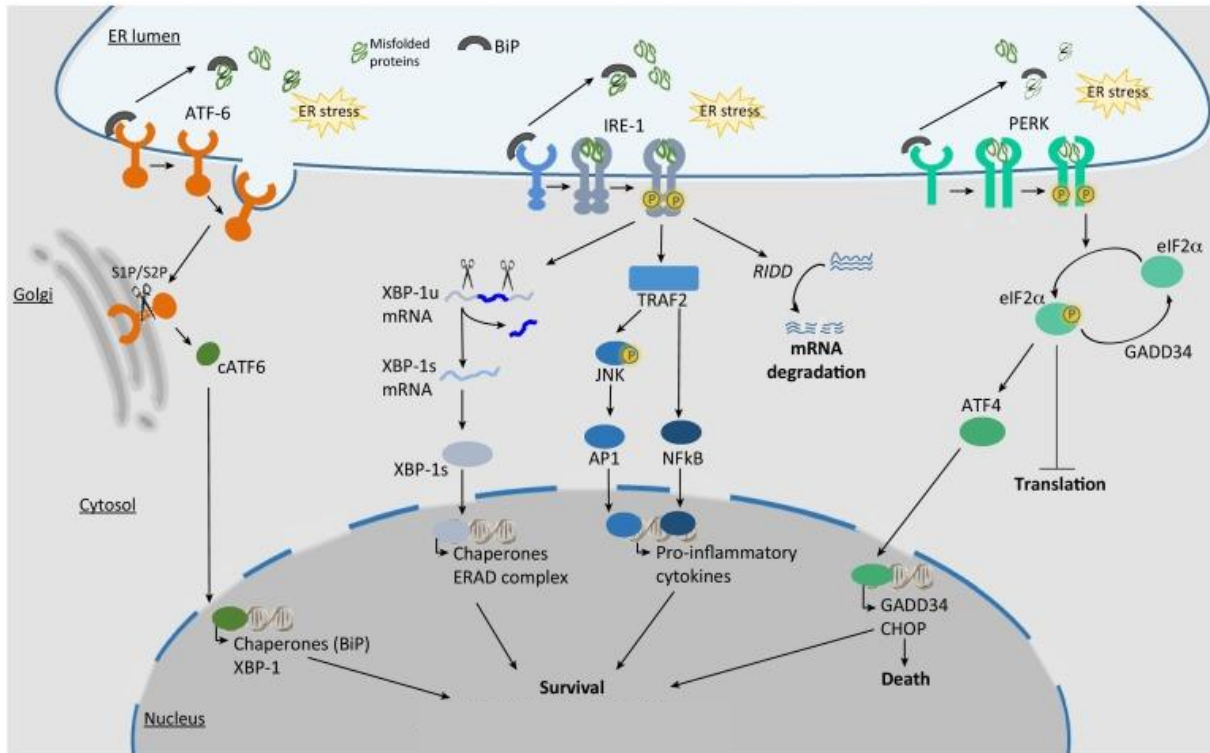 ER lumen
Misfolded
proteins
BiP
ATF-6
ER stress
IRE-1
ER stress
PERK
ER stress
P
P
P
P
S1P/S2P
Golgi
cATF6
XBP-1u
mRNA
XBP-1s
mRNA
XBP-1s
TRAF2
P
JNK
AP1
NFkB
RIDD
mRNA
degradation
eIF2α
eIF2α
P
GADD34
ATF4
Translation
Cytosol
Chaperones
ERAD complex
Pro-inflammatory
cytokines
GADD34
CHOP
Chaperones (BiP)
XBP-1
Survival
Death
Nucleus